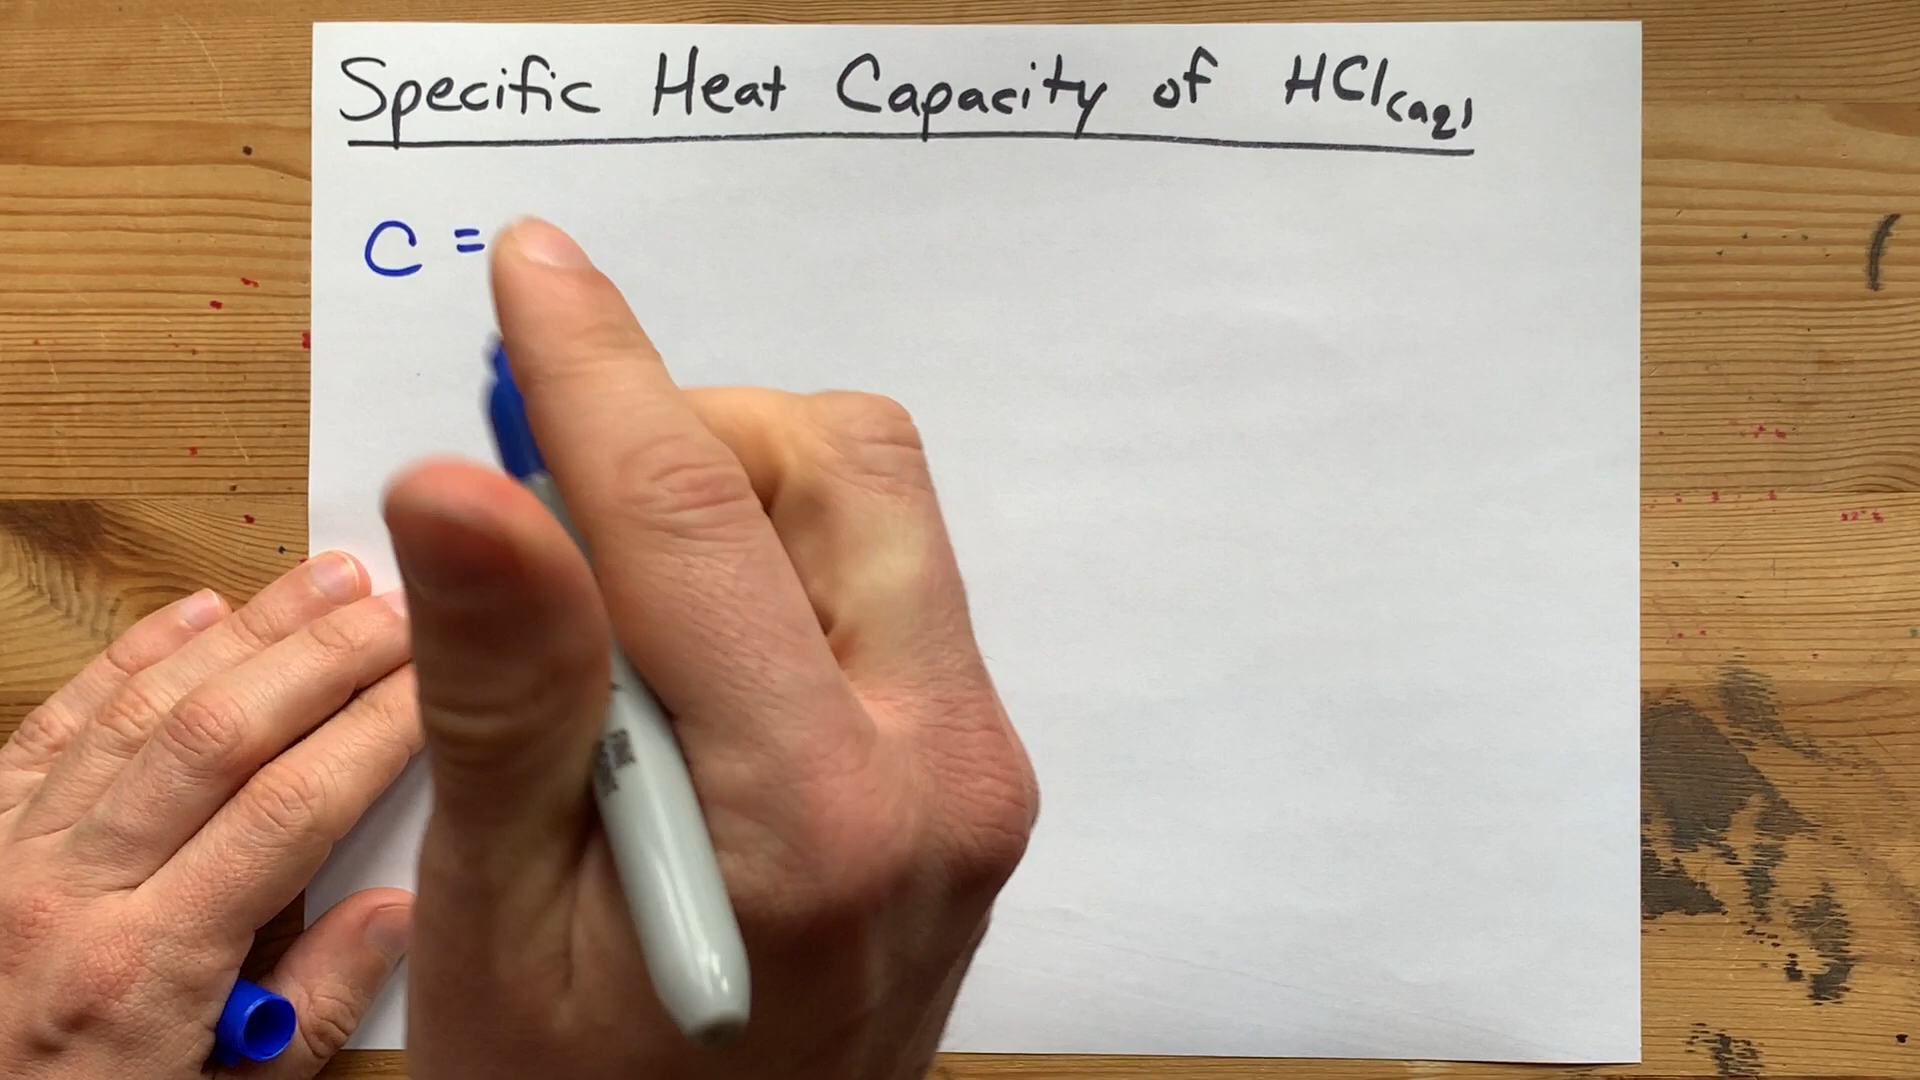 Specific Heat Capacity of HCl(aq)
C =